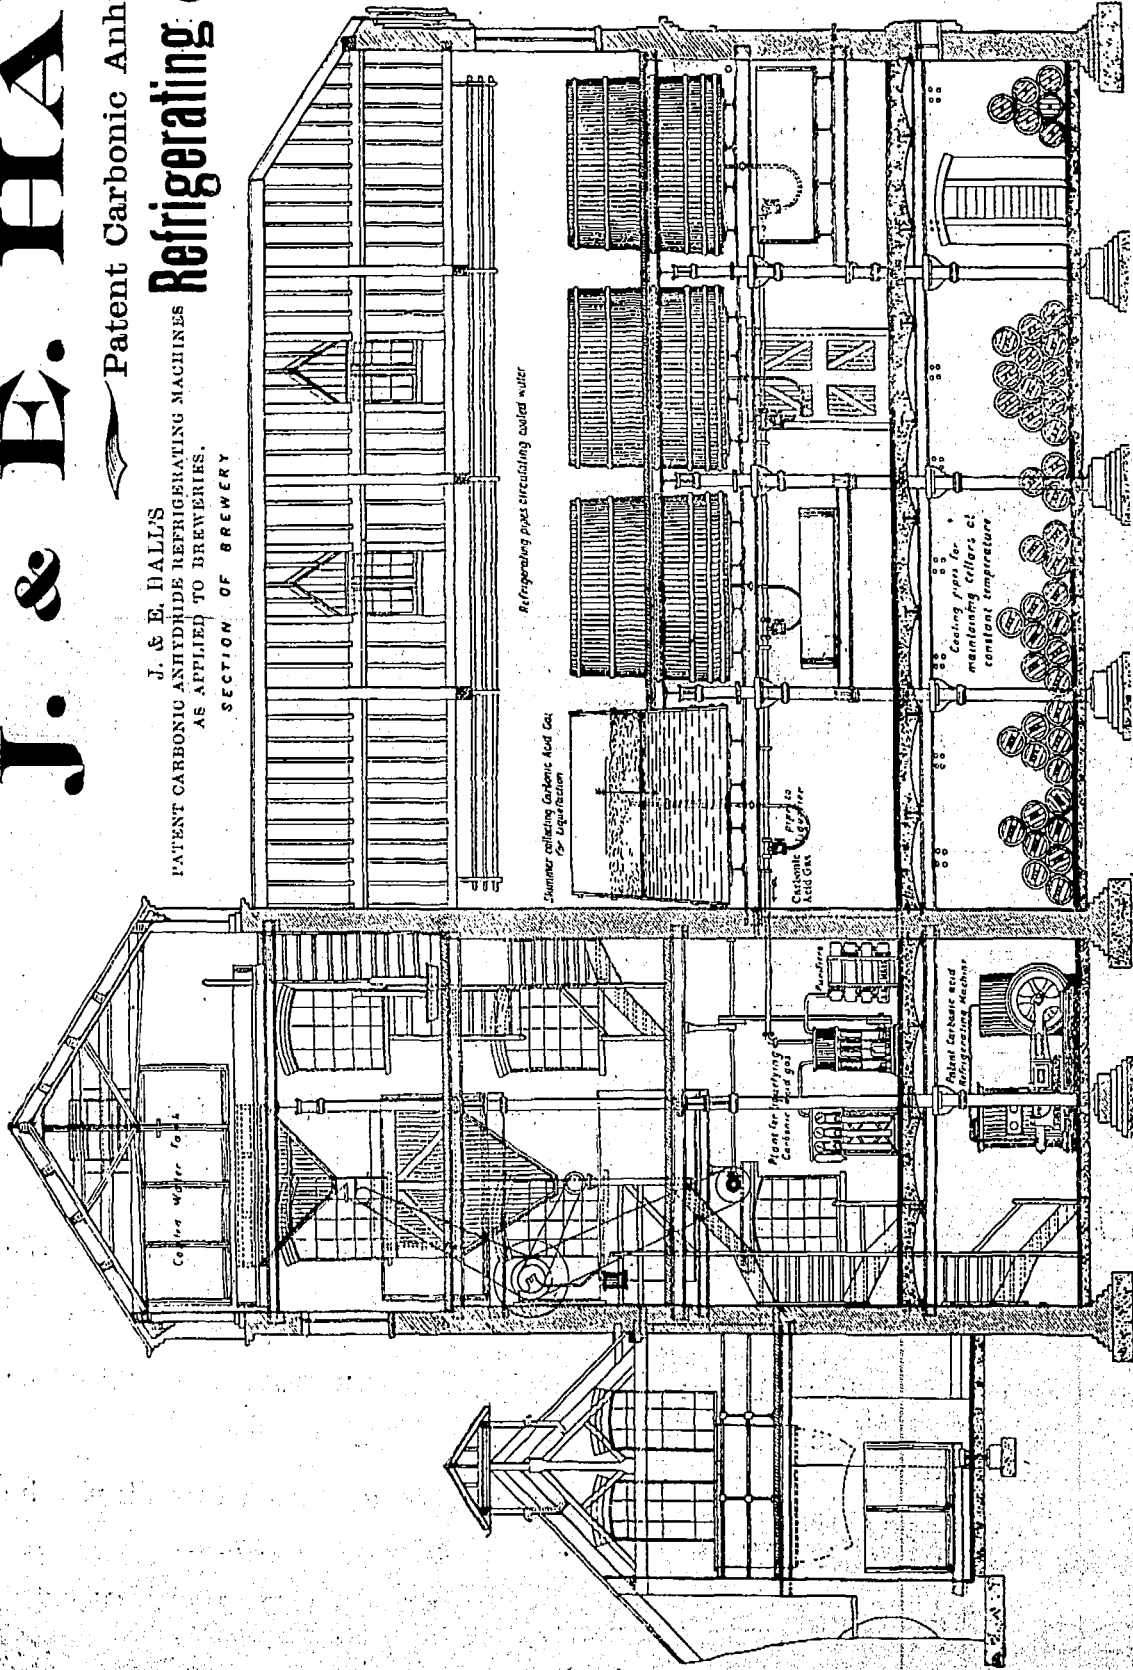 J. & E. HA
Patent Carbonic Anh
Refrigerating
J. & E. HALL'S
PATENT CARBONIC ANHYDRIDE REFRIGERATING MACHINES
AS APPLIED TO BREWERIES.
SECTION OF BREWERY
Refrigerating pipes circulating cooled water
Skimmer collecting Carbonic Acid Gas
for Liquefaction
Cooled Water Tank
Carbonic
Acid Gas
Pipe to
Liquefier
Purifiers
Plant for liquefying
Carbonic acid gas
Cooling pipes for
maintaining Cellars at
constant temperature
Patent Carbonic acid
Refrigerating Machine